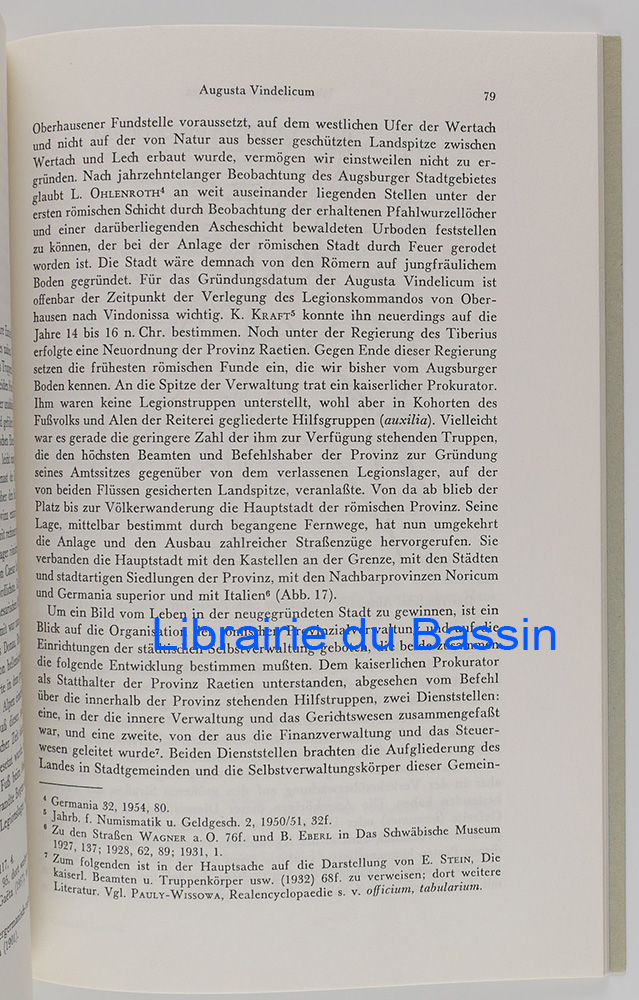 Augusta Vindelicum
79
Oberhausener Fundstelle voraussetzt, auf dem westlichen Ufer der Wertach
und nicht auf der von Natur aus besser geschützten Landspitze zwischen
Wertach und Lech erbaut wurde, vermögen wir einstweilen nicht zu er-
gründen. Nach jahrzehntelanger Beobachtung des Augsburger Stadtgebietes
glaubt L. OHLENROTH⁴ an weit auseinander liegenden Stellen unter der
ersten römischen Schicht durch Beobachtung der erhaltenen Pfahlwurzellöcher
und einer darüberliegenden Ascheschicht bewaldeten Urboden feststellen
zu können, der bei der Anlage der römischen Stadt durch Feuer gerodet
worden ist. Die Stadt wäre demnach von den Römern auf jungfräulichem
Boden gegründet. Für das Gründungsdatum der Augusta Vindelicum ist
offenbar der Zeitpunkt der Verlegung des Legionskommandos von Ober-
hausen nach Vindonissa wichtig. K. KRAFT⁵ konnte ihn neuerdings auf die
Jahre 14 bis 16 n. Chr. bestimmen. Noch unter der Regierung des Tiberius
erfolgte eine Neuordnung der Provinz Raetien. Gegen Ende dieser Regierung
setzen die frühesten römischen Funde ein, die wir bisher vom Augsburger
Boden kennen. An die Spitze der Verwaltung trat ein kaiserlicher Prokurator.
Ihm waren keine Legionstruppen unterstellt, wohl aber in Kohorten des
Fußvolks und Alen der Reiterei gegliederte Hilfsgruppen (auxilia). Vielleicht
war es gerade die geringere Zahl der ihm zur Verfügung stehenden Truppen,
die den höchsten Beamten und Befehlshaber der Provinz zur Gründung
seines Amtssitzes gegenüber von dem verlassenen Legionslager, auf der
von beiden Flüssen gesicherten Landspitze, veranlaßte. Von da ab blieb der
Platz bis zur Völkerwanderung die Hauptstadt der römischen Provinz. Seine
Lage, mittelbar bestimmt durch begangene Fernwege, hat nun umgekehrt
die Anlage und den Ausbau zahlreicher Straßenzüge hervorgerufen. Sie
verbanden die Hauptstadt mit den Kastellen an der Grenze, mit den Städten
und stadtartigen Siedlungen der Provinz, mit den Nachbarprovinzen Noricum
und Germania superior und mit Italien⁶ (Abb. 17).
Um ein Bild vom Leben in der neuggründeten Stadt zu gewinnen, ist ein
Blick auf die Organisation der römischen Provinzialverwaltung und auf die
Librairie du Bassin
Einrichtungen der städtischen Selbstverwaltung geboten, die beide zusammen
die folgende Entwicklung bestimmen mußten. Dem kaiserlichen Prokurator
als Statthalter der Provinz Raetien unterstanden, abgesehen vom Befehl
über die innerhalb der Provinz stehenden Hilfstruppen, zwei Dienststellen:
eine, in der die innere Verwaltung und das Gerichtswesen zusammengefaßt
war, und eine zweite, von der aus die Finanzverwaltung und das Steuer-
wesen geleitet wurde⁷. Beiden Dienststellen brachten die Aufgliederung des
Landes in Stadtgemeinden und die Selbstverwaltungskörper dieser Gemein-
⁴ Germania 32, 1954, 80.
⁵ Jahrb. f. Numismatik u. Geldgesch. 2, 1950/51, 32f.
⁶ Zu den Straßen WAGNER a. O. 76f. und B. EBERL in Das Schwäbische Museum
1927, 137; 1928, 62, 89; 1931, 1.
⁷ Zum folgenden ist in der Hauptsache auf die Darstellung von E. STEIN, Die
kaiserl. Beamten u. Truppenkörper usw. (1932) 68f. zu verweisen; dort weitere
Literatur. Vgl. PAULY-WISSOWA, Realencyclopaedie s. v. officium, tabularium.